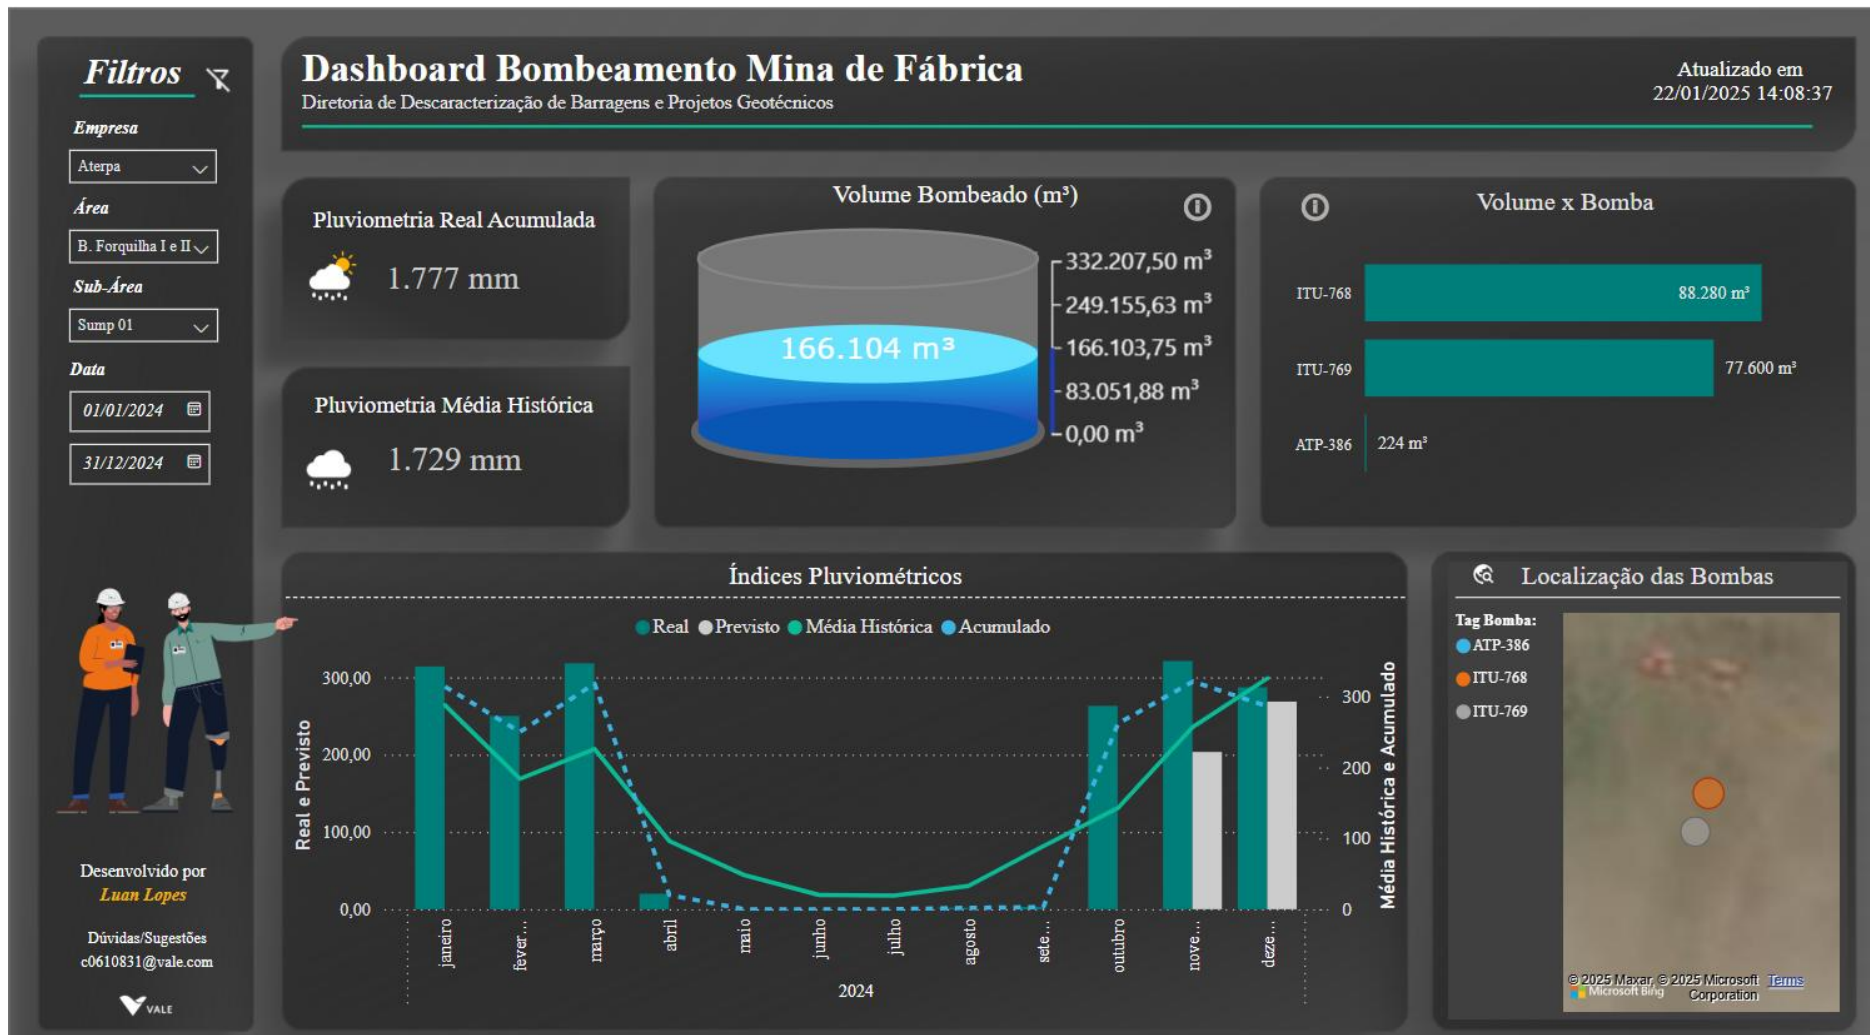 Filtros
Empresa
Aterpa
Área
B. Forquilha I e II
Sub-Área
Sump 01
Data
01/01/2024
31/12/2024
Desenvolvido por
Luan Lopes
Dúvidas/Sugestões
c0610831@vale.com
VALE
Dashboard Bombeamento Mina de Fábrica
Diretoria de Descaracterização de Barragens e Projetos Geotécnicos
Atualizado em
22/01/2025 14:08:37
Pluviometria Real Acumulada
1.777 mm
Pluviometria Média Histórica
1.729 mm
Volume Bombeado (m³)
166.104 m³
332.207,50 m³
249.155,63 m³
166.103,75 m³
83.051,88 m³
0,00 m³
Volume x Bomba
ITU-768 88.280 m³
ITU-769 77.600 m³
ATP-386 224 m³
Índices Pluviométricos
Real Previsto Média Histórica Acumulado
Real e Previsto
300,00
200,00
100,00
0,00
Média Histórica e Acumulado
300
200
100
0
janeiro
fever...
março
abril
maio
junho
julho
agosto
sete...
outubro
nove...
deze...
2024
Localização das Bombas
Tag Bomba:
ATP-386
ITU-768
ITU-769
© 2025 Maxar, © 2025 Microsoft Terms
Microsoft Bing Corporation